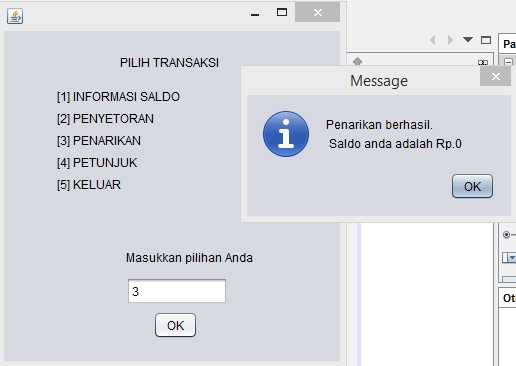 PILIH TRANSAKSI
[1] INFORMASI SALDO
[2] PENYETORAN
[3] PENARIKAN
[4] PETUNJUK
[5] KELUAR
Masukkan pilihan Anda
3
OK
Message
Penarikan berhasil.
Saldo anda adalah Rp.0
OK
Pa
Ot